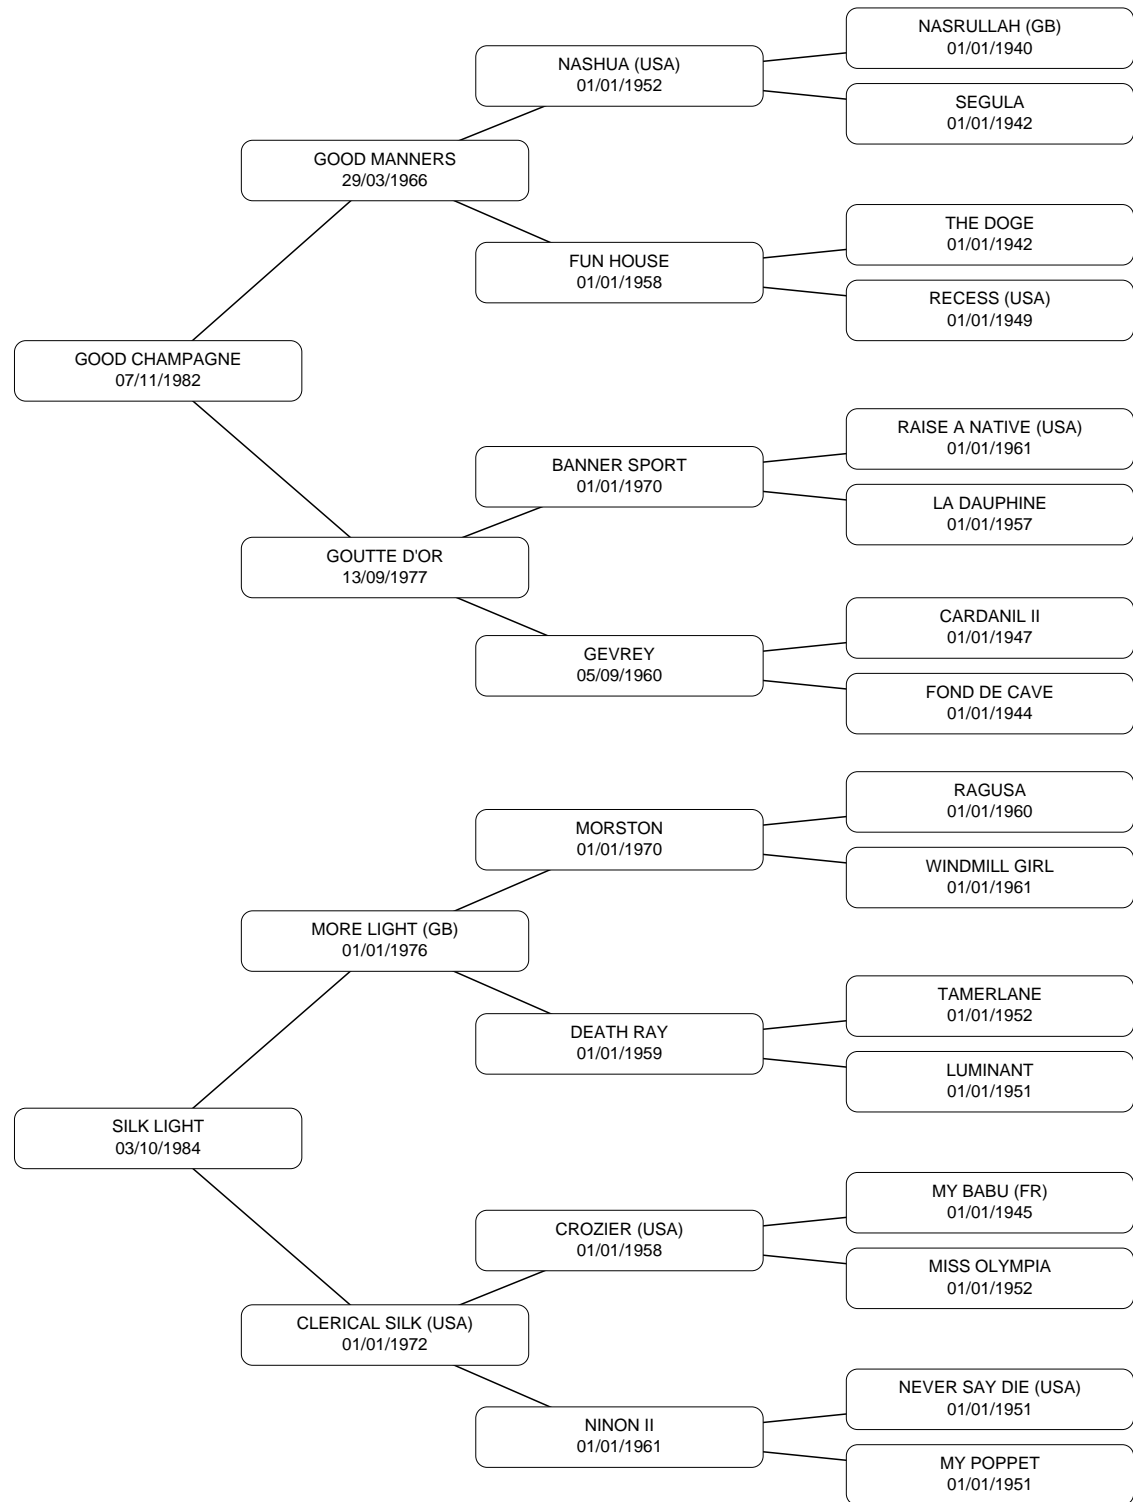 NASRULLAH (GB)
01/01/1940
NASHUA (USA)
01/01/1952
SEGULA
01/01/1942
GOOD MANNERS
29/03/1966
THE DOGE
01/01/1942
FUN HOUSE
01/01/1958
RECESS (USA)
01/01/1949
GOOD CHAMPAGNE
07/11/1982
RAISE A NATIVE (USA)
01/01/1961
BANNER SPORT
01/01/1970
LA DAUPHINE
01/01/1957
GOUTTE D'OR
13/09/1977
CARDANIL II
01/01/1947
GEVREY
05/09/1960
FOND DE CAVE
01/01/1944
RAGUSA
01/01/1960
MORSTON
01/01/1970
WINDMILL GIRL
01/01/1961
MORE LIGHT (GB)
01/01/1976
TAMERLANE
01/01/1952
DEATH RAY
01/01/1959
LUMINANT
01/01/1951
SILK LIGHT
03/10/1984
MY BABU (FR)
01/01/1945
CROZIER (USA)
01/01/1958
MISS OLYMPIA
01/01/1952
CLERICAL SILK (USA)
01/01/1972
NEVER SAY DIE (USA)
01/01/1951
NINON II
01/01/1961
MY POPPET
01/01/1951